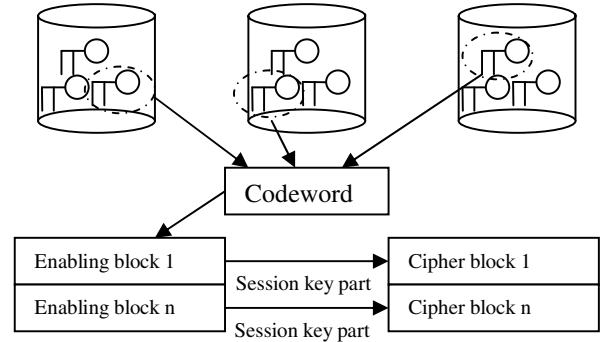 Codeword
Enabling block 1
Cipher block 1
Session key part
Enabling block n
Cipher block n
Session key part